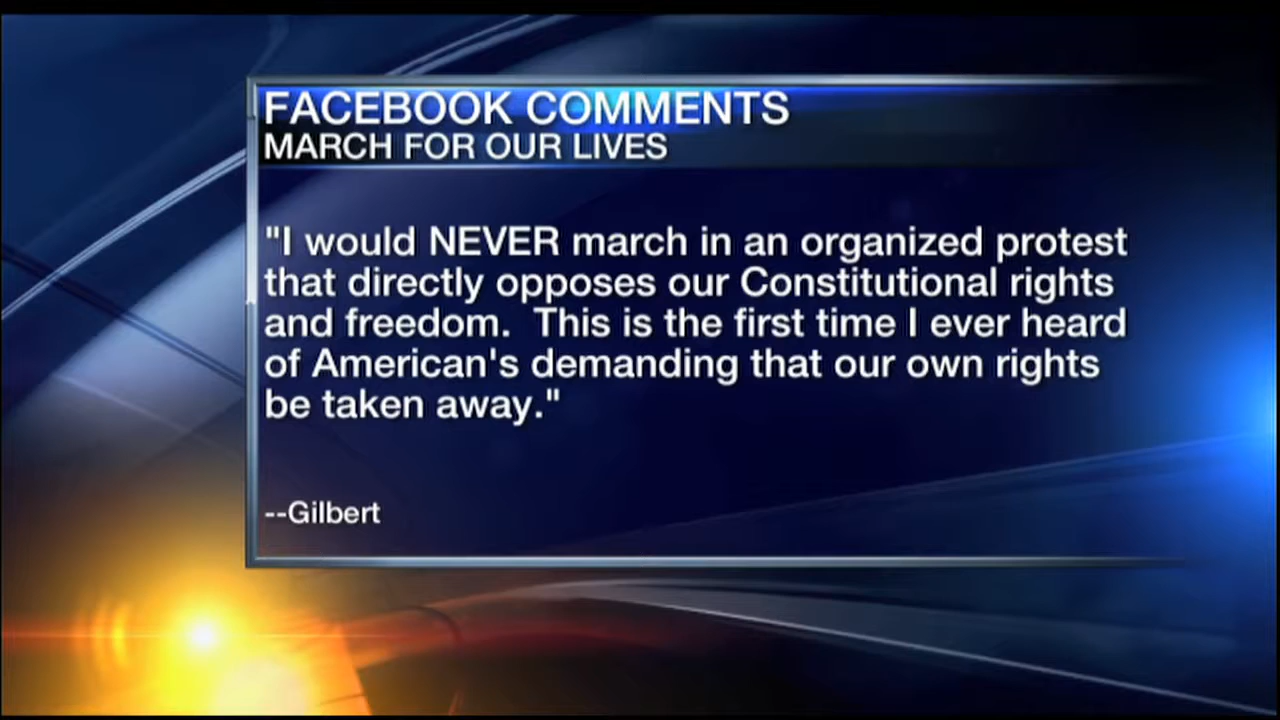 FACEBOOK COMMENTS
MARCH FOR OUR LIVES
"I would NEVER march in an organized protest
that directly opposes our Constitutional rights
and freedom.  This is the first time I ever heard
of American's demanding that our own rights
be taken away."
--Gilbert